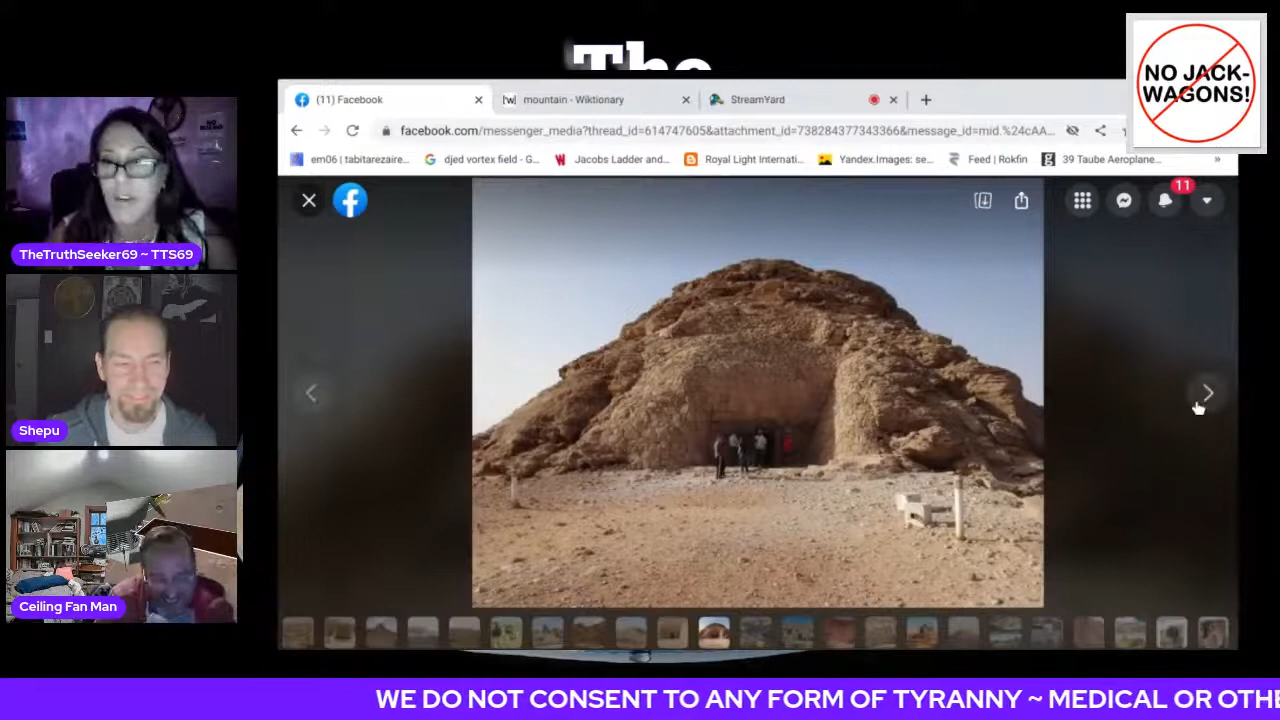 The
NO JACK-
WAGONS!
(11) Facebook
mountain - Wiktionary
StreamYard
facebook.com/messenger_media?thread_id=614747605&attachment_id=738284377343366&message_id=mid.%24cAA...
em06 | tabitarezaire...
djed vortex field - G...
Jacobs Ladder and...
Royal Light Internati...
Yandex.Images: se...
Feed | Rokfin
39 Taube Aeroplane...
11
TheTruthSeeker69 ~ TTS69
Shepu
Ceiling Fan Man
WE DO NOT CONSENT TO ANY FORM OF TYRANNY ~ MEDICAL OR OTHE